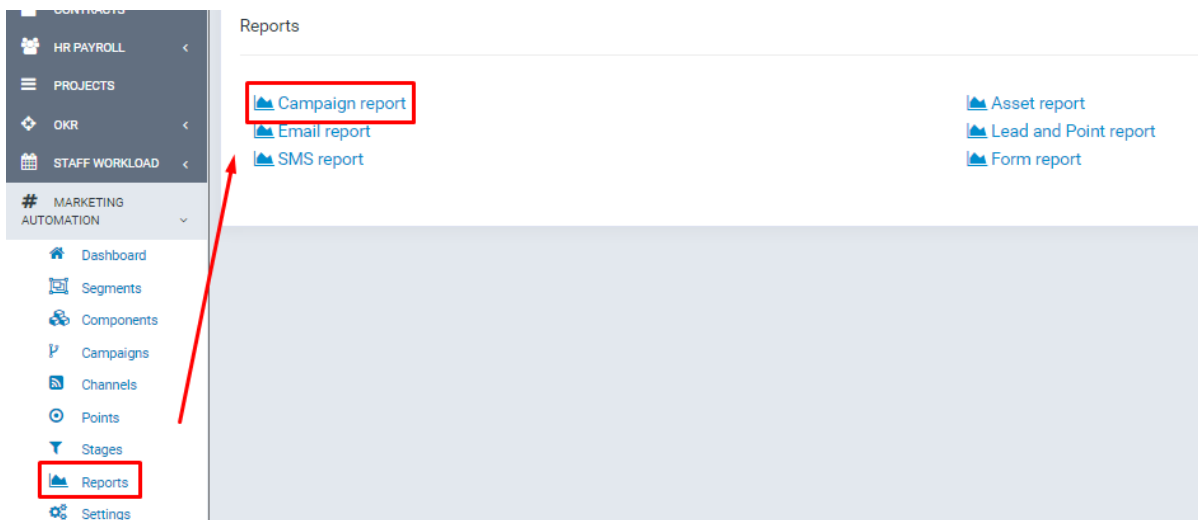 CONTRACTS
HR PAYROLL
PROJECTS
OKR
STAFF WORKLOAD
MARKETING
AUTOMATION
Dashboard
Segments
Components
Campaigns
Channels
Points
Stages
Reports
Settings
Reports
Campaign report
Email report
SMS report
Asset report
Lead and Point report
Form report